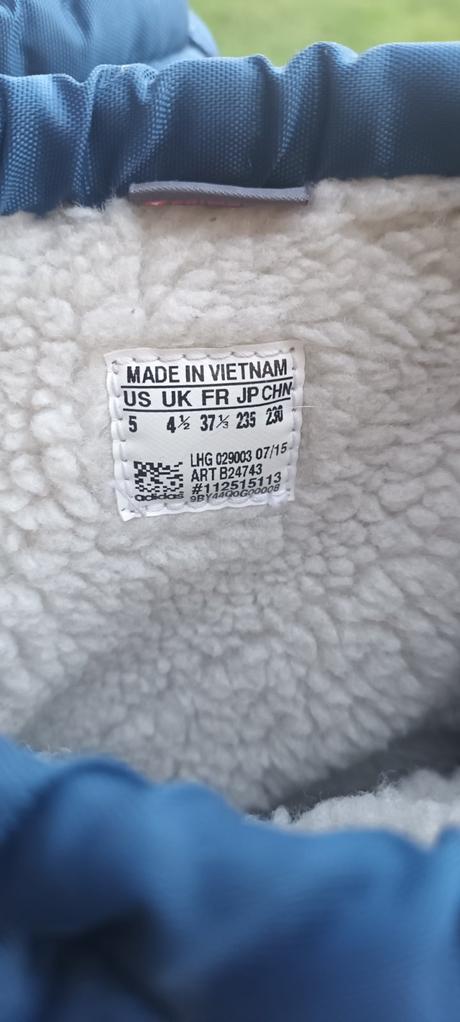 MADE IN VIETNAM
US UK FR JP CHN
5 4½ 37⅓ 235 230
LHG 029003 07/15
ART B24743
#112515113
adidas